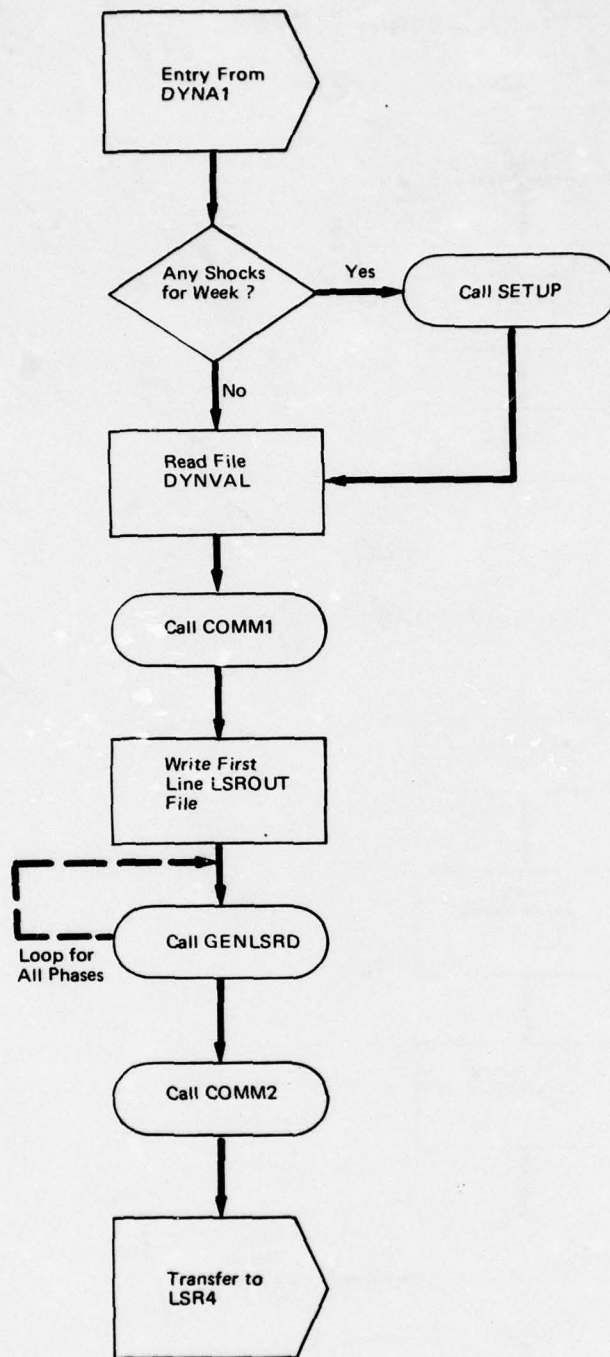 Entry From
DYNA1
Any Shocks
for Week ?
Yes
Call SETUP
No
Read File
DYNVAL
Call COMM1
Write First
Line LSROUT
File
Call GENLSRD
Loop for
All Phases
Call COMM2
Transfer to
LSR4